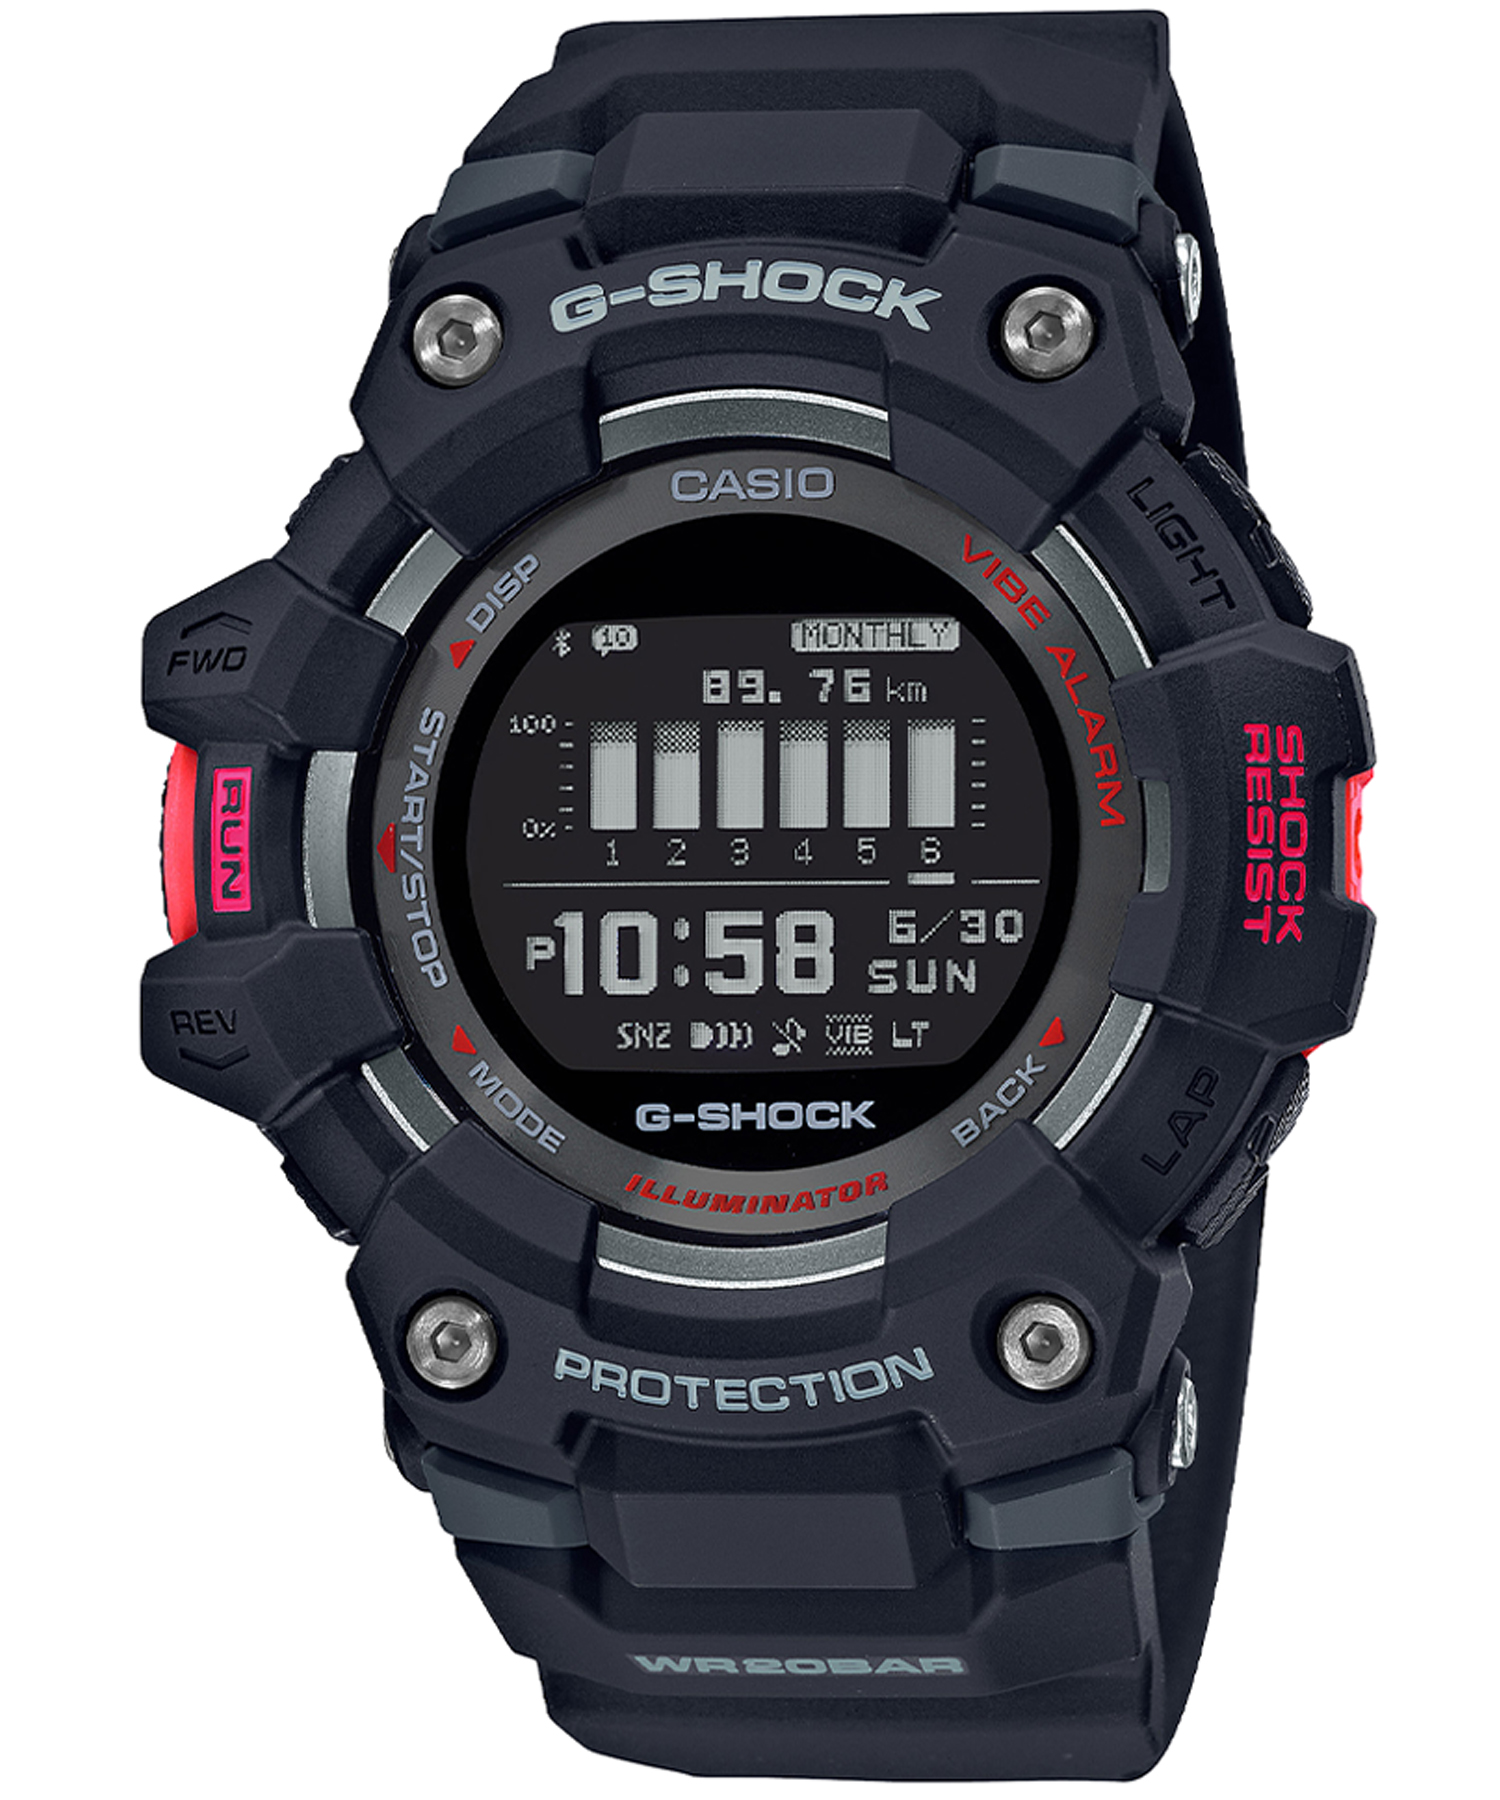 G-SHOCK
CASIO
DISP
VIBE ALARM
LIGHT
FWD
10
MONTHLY
89.76 km
100
0%
1 2 3 4 5 6
START/STOP
RUN
SHOCK
RESIST
P 10:58
6/30
SUN
SNZ
VIB
LT
REV
MODE
BACK
LAP
G-SHOCK
ILLUMINATOR
PROTECTION
WR20BAR